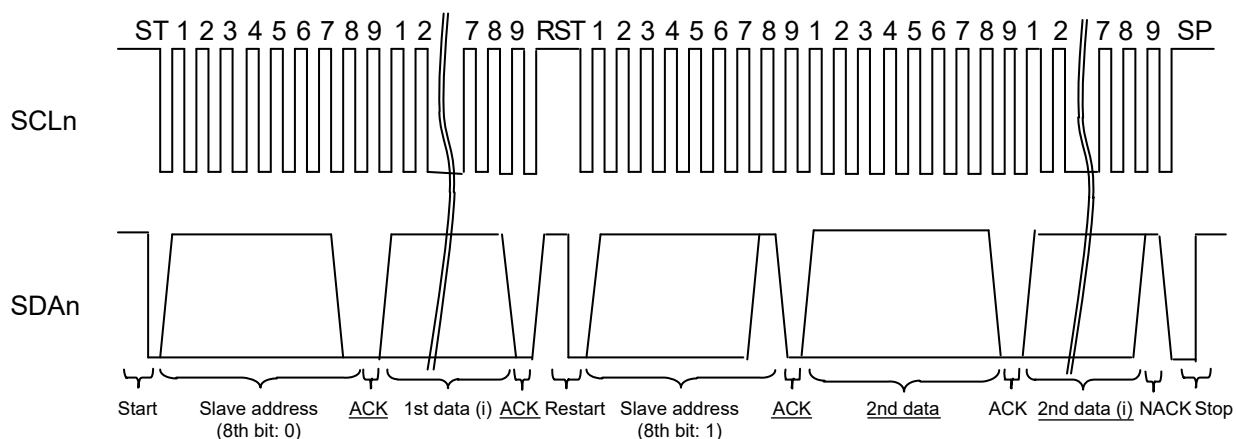 ST 1 2 3 4 5 6 7 8 9 1 2 7 8 9 RST 1 2 3 4 5 6 7 8 9 1 2 3 4 5 6 7 8 9 1 2 7 8 9 SP
SCLn
SDAn
Start Slave address ACK 1st data (i) ACK Restart Slave address ACK 2nd data ACK 2nd data (i) NACK Stop
(8th bit: 0) (8th bit: 1)